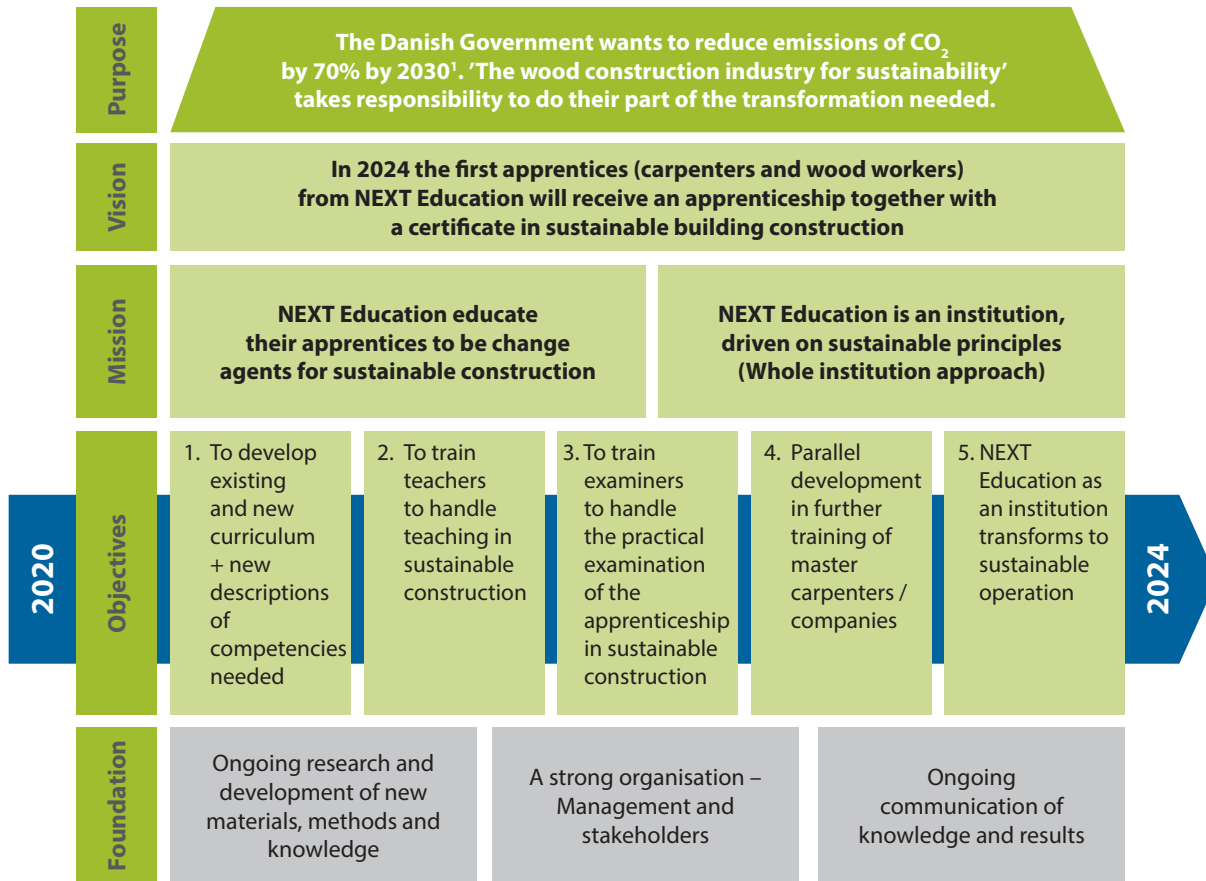 Purpose
The Danish Government wants to reduce emissions of CO₂
by 70% by 2030¹. ’The wood construction industry for sustainability’
takes responsibility to do their part of the transformation needed.
Vision
In 2024 the first apprentices (carpenters and wood workers)
from NEXT Education will receive an apprenticeship together with
a certificate in sustainable building construction
Mission
NEXT Education educate
their apprentices to be change
agents for sustainable construction
NEXT Education is an institution,
driven on sustainable principles
(Whole institution approach)
2020
Objectives
1. To develop
existing
and new
curriculum
+ new
descriptions
of
competencies
needed
2. To train
teachers
to handle
teaching in
sustainable
construction
3. To train
examiners
to handle
the practical
examination
of the
apprenticeship
in sustainable
construction
4. Parallel
development
in further
training of
master
carpenters /
companies
5. NEXT
Education as
an institution
transforms to
sustainable
operation
2024
Foundation
Ongoing research and
development of new
materials, methods and
knowledge
A strong organisation –
Management and
stakeholders
Ongoing
communication of
knowledge and results